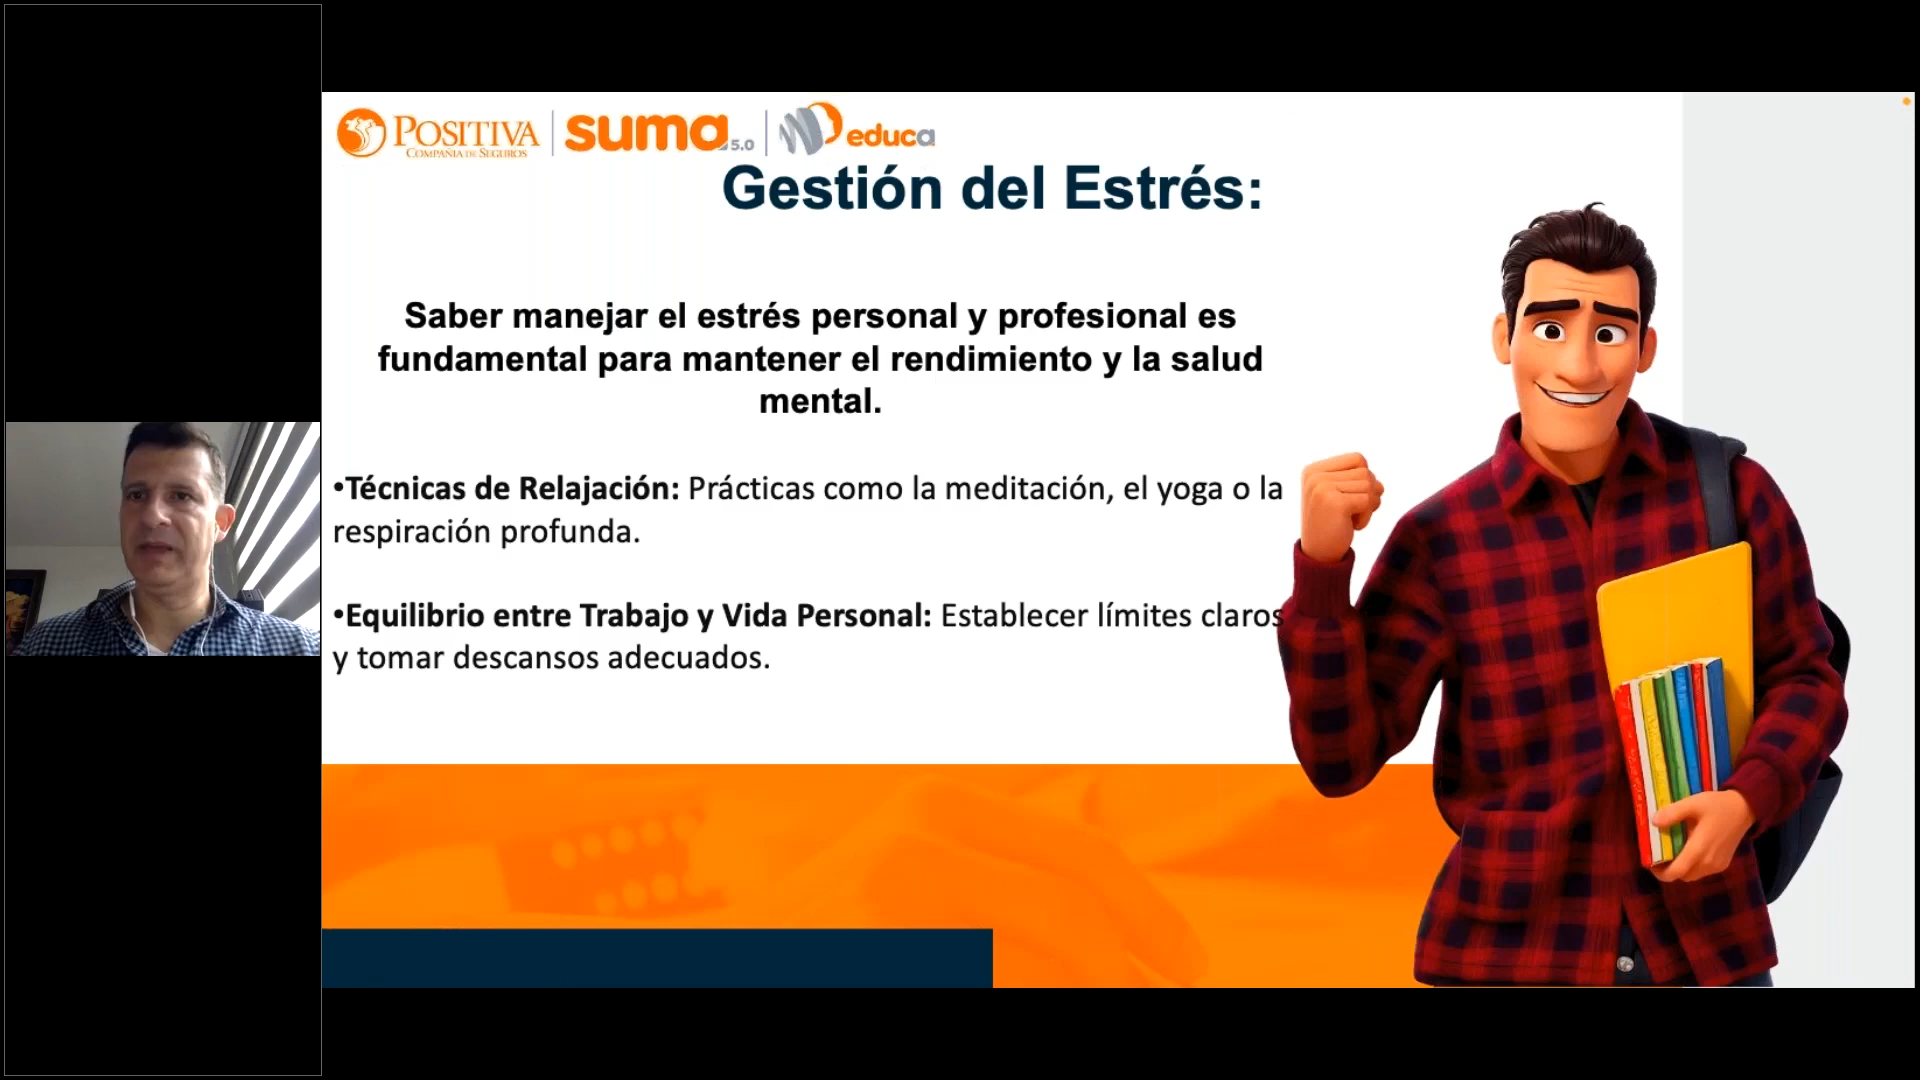 POSITIVA
COMPAÑIA DE SEGUROS
suma 5.0
educa
Gestión del Estrés:
Saber manejar el estrés personal y profesional es
fundamental para mantener el rendimiento y la salud
mental.
•Técnicas de Relajación: Prácticas como la meditación, el yoga o la
respiración profunda.
•Equilibrio entre Trabajo y Vida Personal: Establecer límites claros
y tomar descansos adecuados.